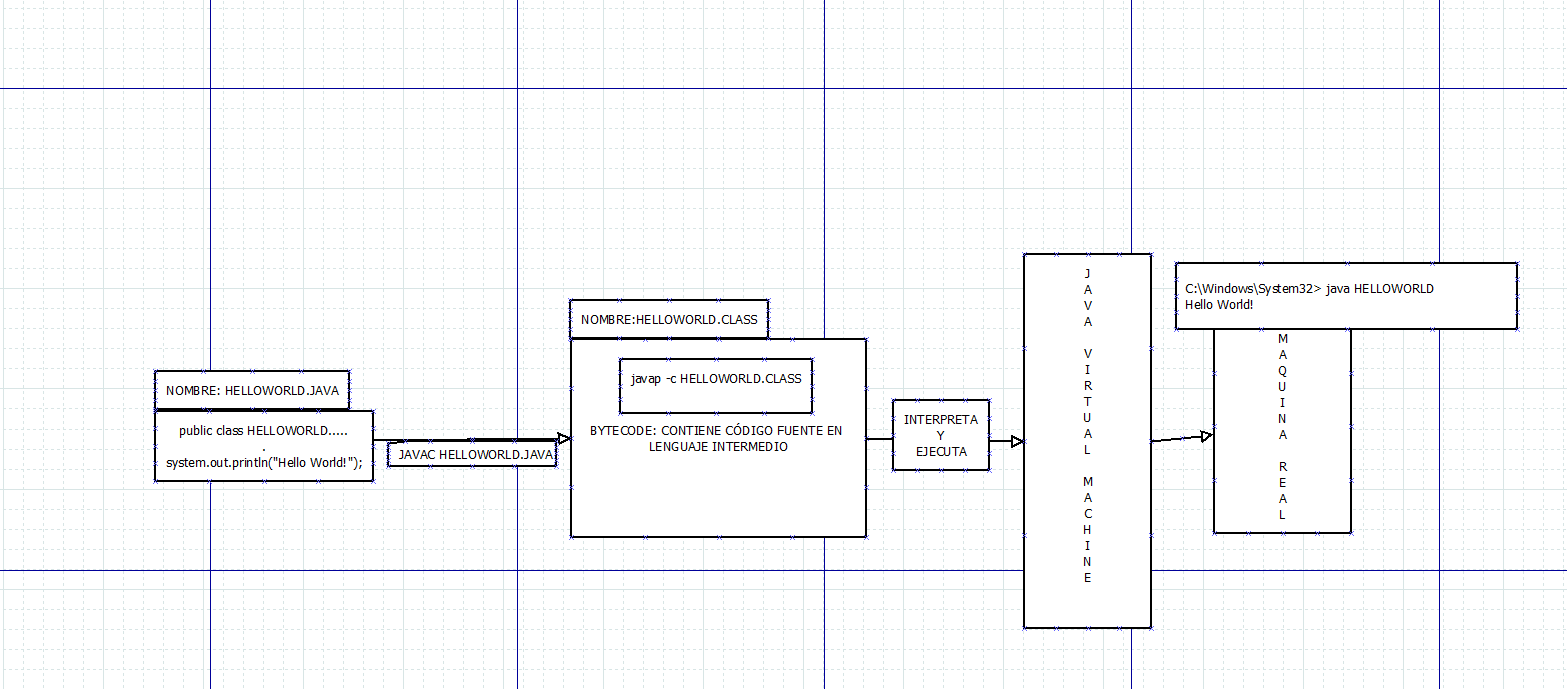 NOMBRE: HELLOWORLD.JAVA
public class HELLOWORLD.....
.
system.out.println("Hello World!");
JAVAC HELLOWORLD.JAVA
NOMBRE:HELLOWORLD.CLASS
javap -c HELLOWORLD.CLASS
BYTECODE: CONTIENE CÓDIGO FUENTE EN
LENGUAJE INTERMEDIO
INTERPRETA
Y
EJECUTA
J
A
V
A

V
I
R
T
U
A
L

M
A
C
H
I
N
E
C:\Windows\System32> java HELLOWORLD
Hello World!
M
A
Q
U
I
N
A

R
E
A
L